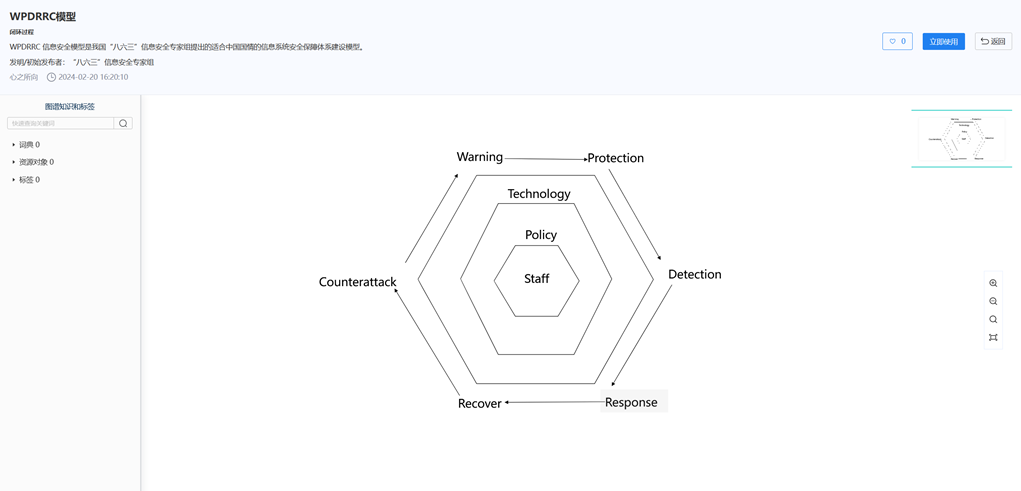 WPDRRC模型
闭环过程
WPDRRC 信息安全模型是我国“八六三”信息安全专家组提出的适合中国国情的信息系统安全保障体系建设模型。
发明/初始发布者：“八六三”信息安全专家组
心之所向 2024-02-20 16:20:10
0
立即使用
返回
图谱知识和标签
快速查询关键词
词典 0
资源对象 0
标签 0
Warning
Protection
Technology
Policy
Staff
Detection
Counterattack
Recover
Response